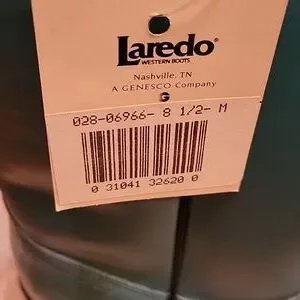 Laredo®
WESTERN BOOTS
Nashville, TN
A GENESCO Company
G
028-06966- 8 1/2- M
0 31041 32620 0